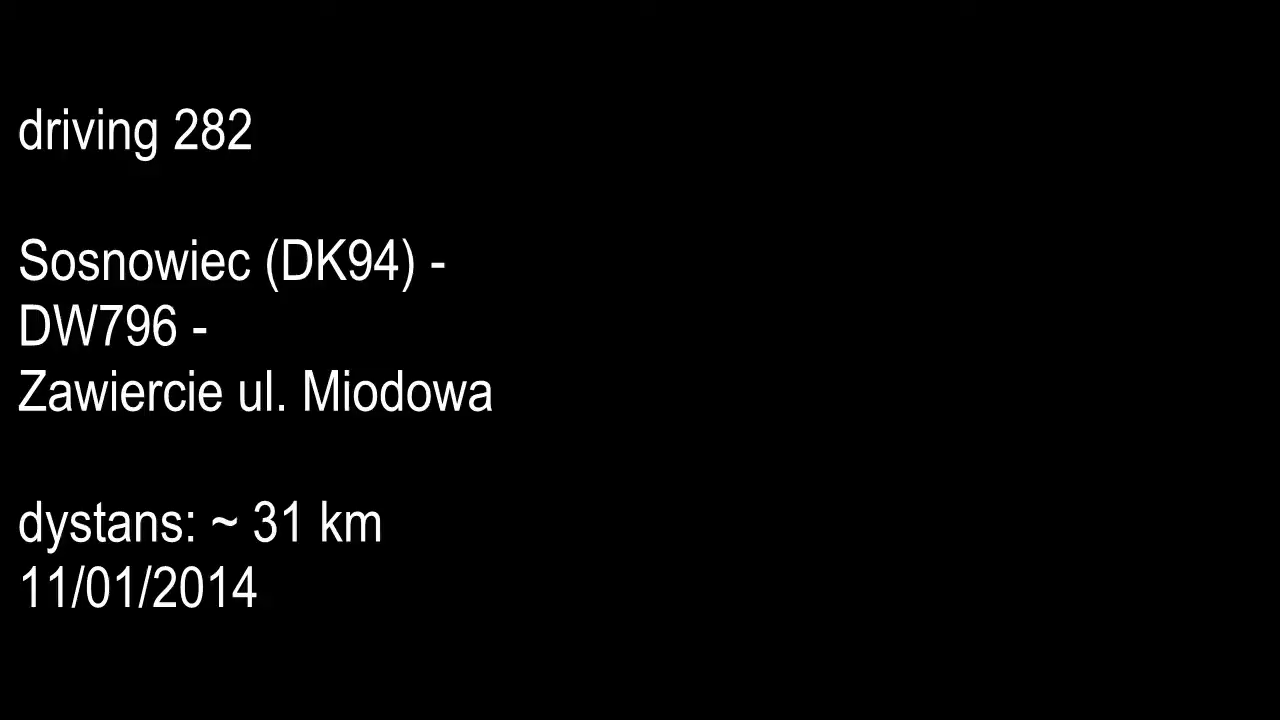 driving 282
Sosnowiec (DK94) -
DW796 -
Zawiercie ul. Miodowa
dystans: ~ 31 km
11/01/2014